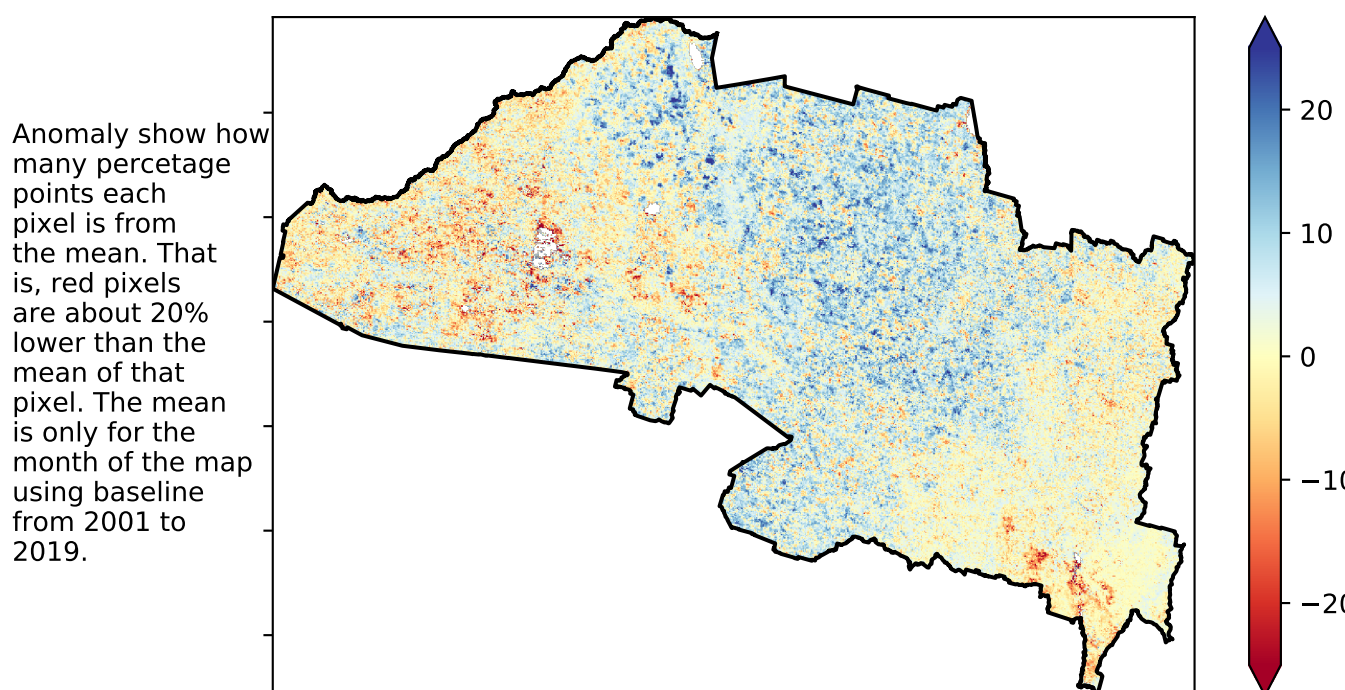 Anomaly show how
many percetage
points each
pixel is from
the mean. That
is, red pixels
are about 20%
lower than the
mean of that
pixel. The mean
is only for the
month of the map
using baseline
from 2001 to
2019.
20
10
0
−10
−20